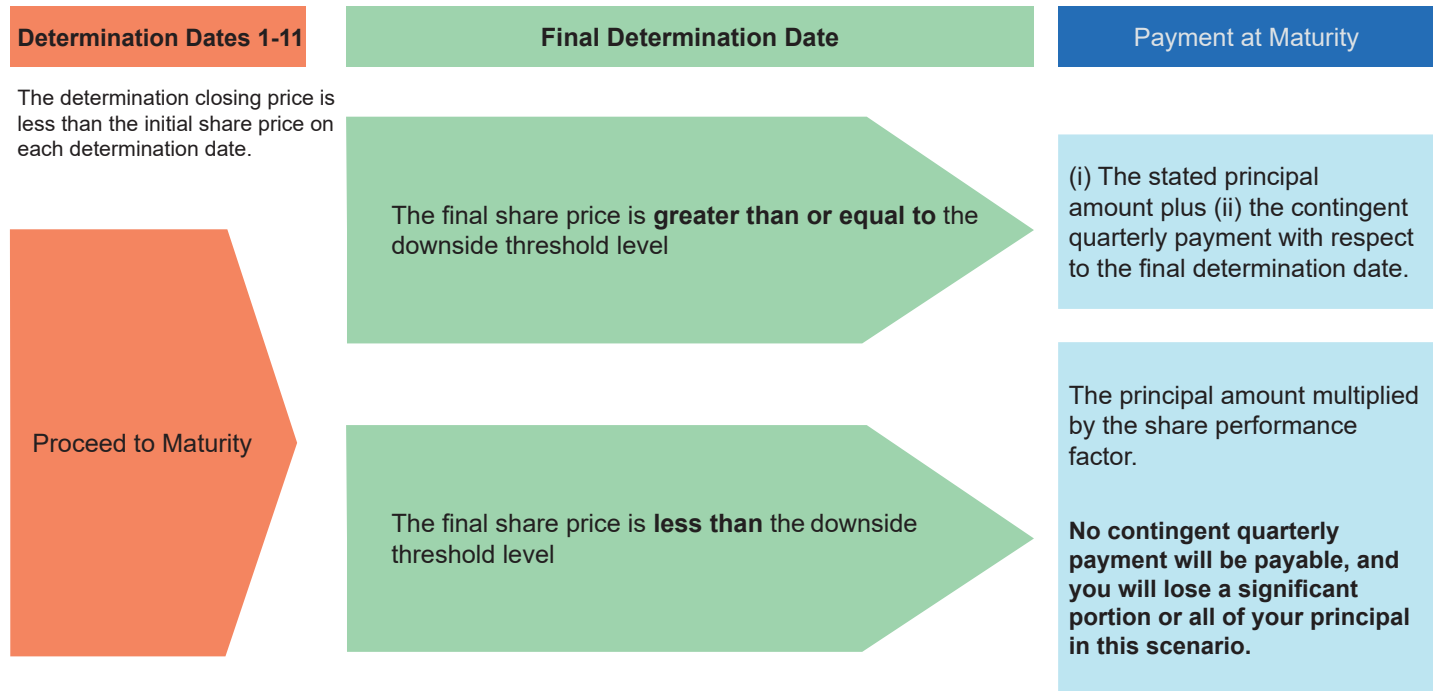 Determination Dates 1-11
The determination closing price is
less than the initial share price on
each determination date.
Proceed to Maturity
Final Determination Date
The final share price is greater than or equal to the
downside threshold level
The final share price is less than the downside
threshold level
Payment at Maturity
(i) The stated principal
amount plus (ii) the contingent
quarterly payment with respect
to the final determination date.
The principal amount multiplied
by the share performance
factor.
No contingent quarterly
payment will be payable, and
you will lose a significant
portion or all of your principal
in this scenario.